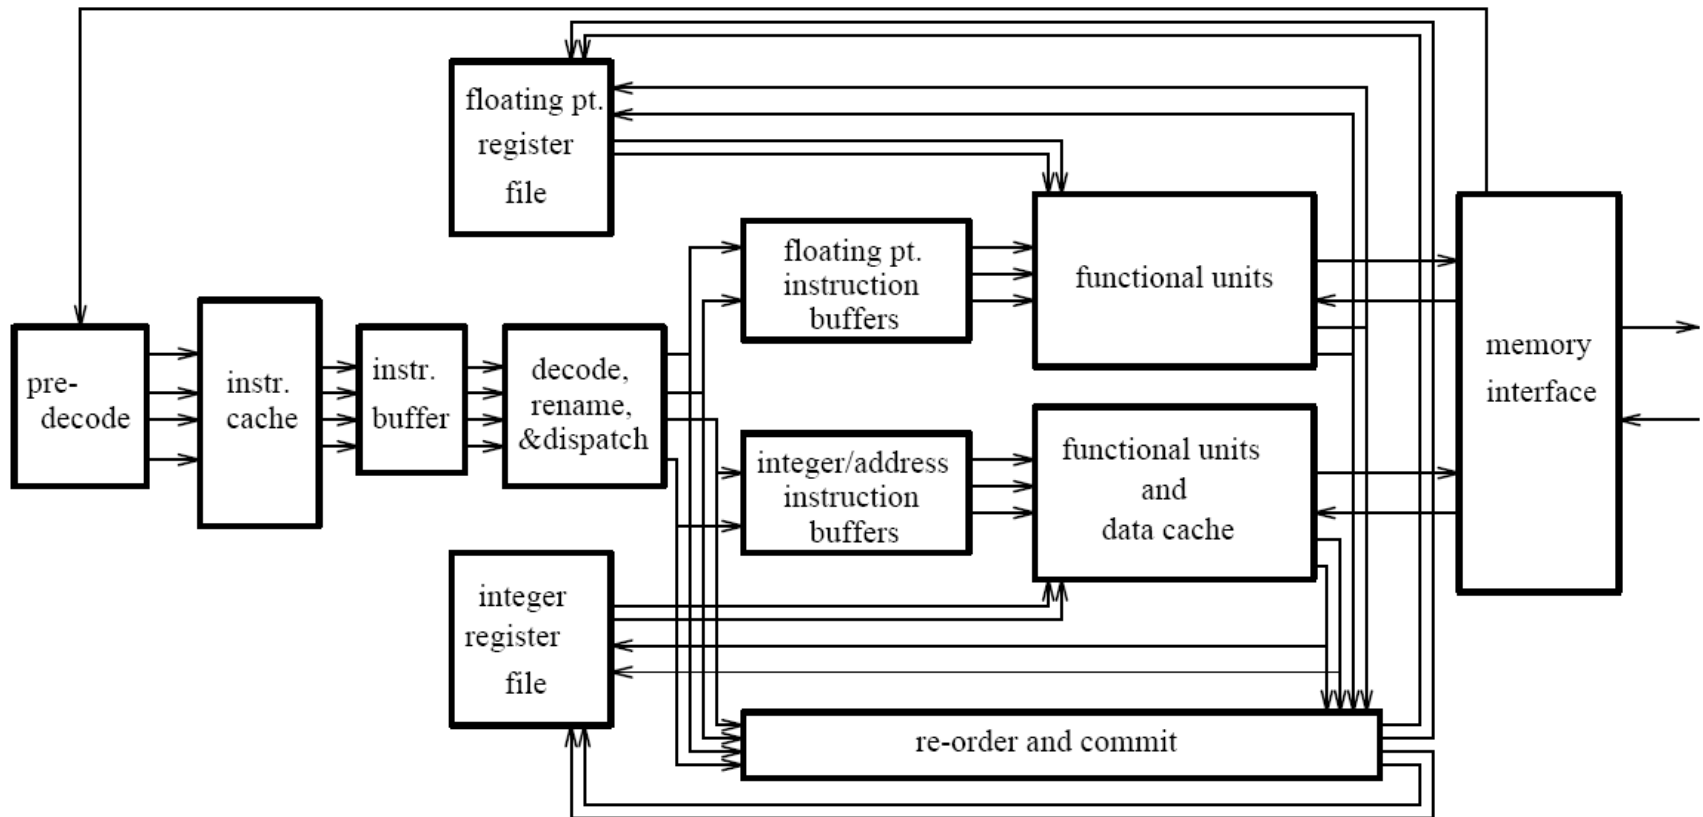 floating pt.
register
file
pre-
decode
instr.
cache
instr.
buffer
decode,
rename,
&dispatch
floating pt.
instruction
buffers
integer/address
instruction
buffers
functional units
functional units
and
data cache
memory
interface
integer
register
file
re-order and commit